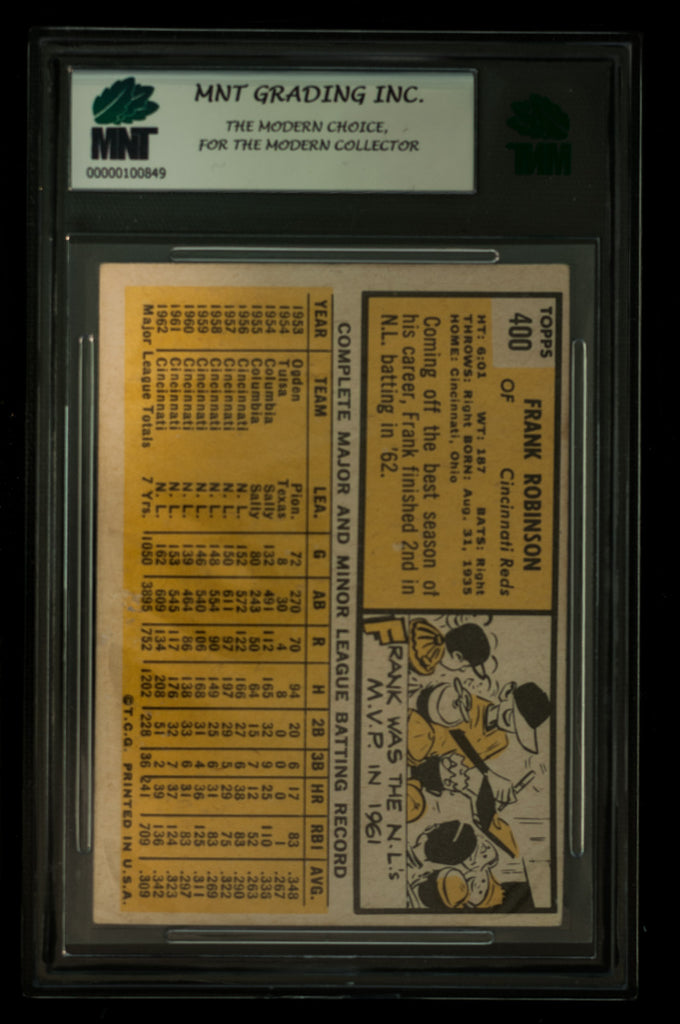 MNT GRADING INC.
THE MODERN CHOICE,
FOR THE MODERN COLLECTOR
MNT
00000100849
MNT
TOPPS
400
FRANK ROBINSON
OF Cincinnati Reds
HT: 6:01 WT: 187 BATS: Right
THROWS: Right BORN: Aug. 31, 1935
HOME: Cincinnati, Ohio
Coming off the best season of
his career, Frank finished 2nd in
N.L. batting in '62.
FRANK WAS THE N.L.'s
M.V.P. IN 1961
COMPLETE MAJOR AND MINOR LEAGUE BATTING RECORD
YEAR TEAM LEA. G AB R H 2B 3B HR RBI AVG.
1953 Ogden Pion. 72 270 70 94 20 6 17 83 .348
1954 Tulsa Texas 8 30 4 8 0 0 0 1 .267
1954 Columbia Sally 132 491 112 165 32 9 25 110 .336
1955 Columbia Sally 80 243 50 64 15 7 12 52 .263
1956 Cincinnati N. L. 152 572 122 166 27 6 38 83 .290
1957 Cincinnati N. L. 150 611 97 197 29 5 29 75 .322
1958 Cincinnati N. L. 148 554 90 149 25 6 31 83 .269
1959 Cincinnati N. L. 146 540 106 168 31 4 36 125 .311
1960 Cincinnati N. L. 139 464 86 138 33 6 31 83 .297
1961 Cincinnati N. L. 153 545 117 176 32 7 37 124 .323
1962 Cincinnati N. L. 162 609 134 208 51 2 39 136 .342
Major League Totals 7 Yrs. 1050 3895 752 1202 228 36 241 709 .309
©T.C.G. PRINTED IN U.S.A.